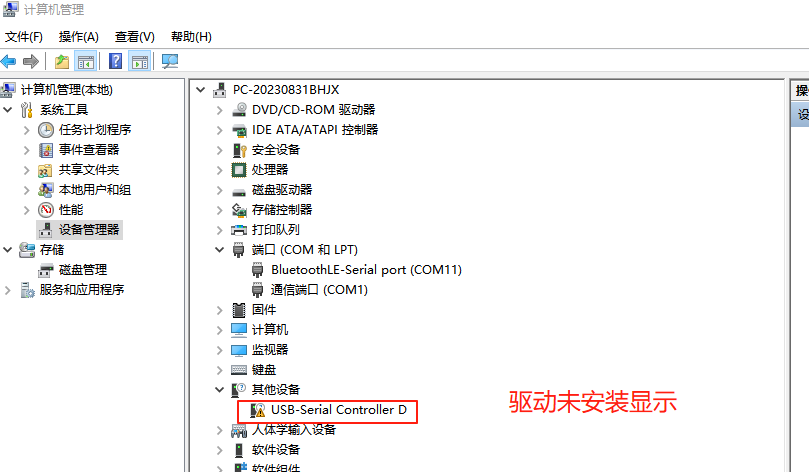 计算机管理
文件(F) 操作(A) 查看(V) 帮助(H)
计算机管理(本地)
系统工具
任务计划程序
事件查看器
共享文件夹
本地用户和组
性能
设备管理器
存储
磁盘管理
服务和应用程序
PC-20230831BHJX
DVD/CD-ROM 驱动器
IDE ATA/ATAPI 控制器
安全设备
处理器
磁盘驱动器
存储控制器
打印队列
端口 (COM 和 LPT)
BluetoothLE-Serial port (COM11)
通信端口 (COM1)
固件
计算机
监视器
键盘
其他设备
USB-Serial Controller D
人体学输入设备
软件设备
软件组件
驱动未安装显示
操
设